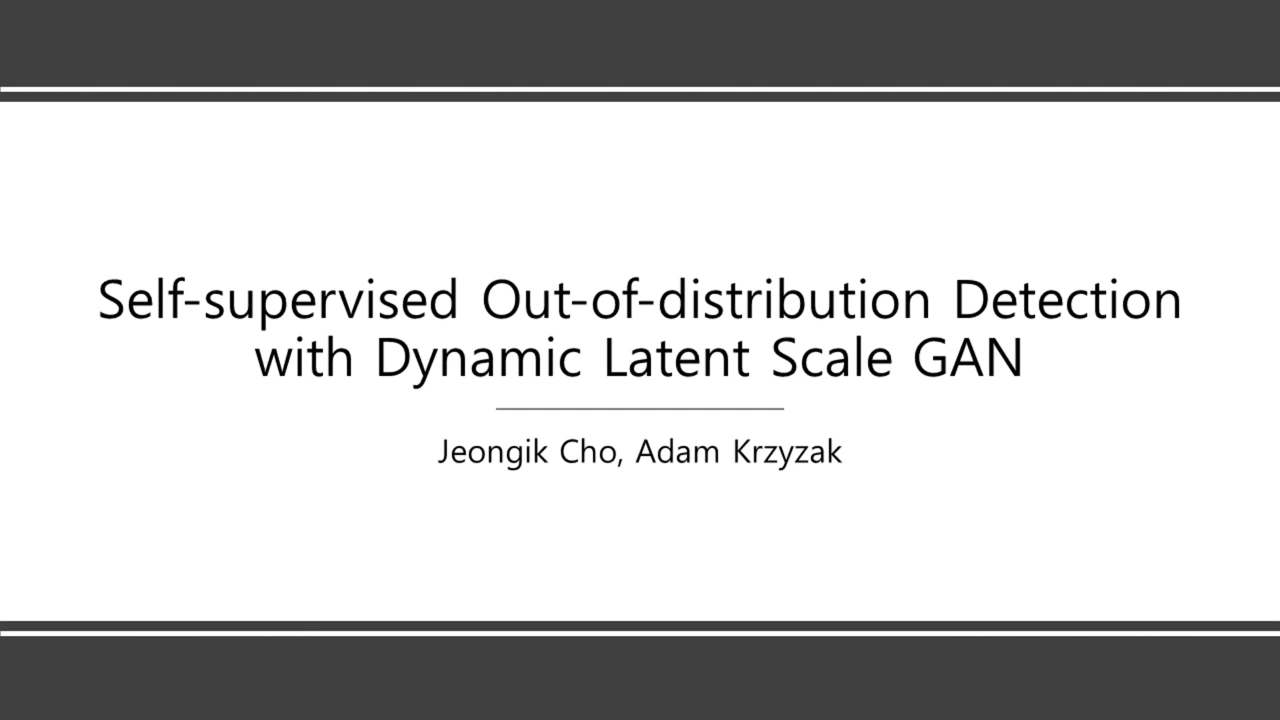 Self-supervised Out-of-distribution Detection
with Dynamic Latent Scale GAN
Jeongik Cho, Adam Krzyzak